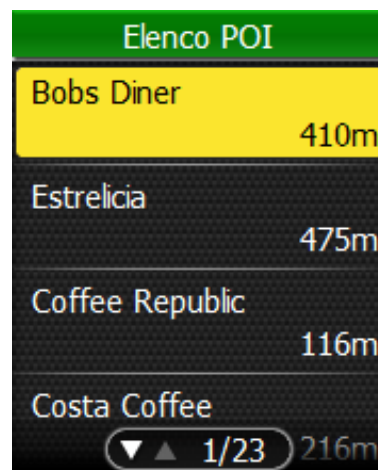 Elenco POI
Bobs Diner
410m
Estrelicia
475m
Coffee Republic
116m
Costa Coffee
▼ ▲ 1/23 216m